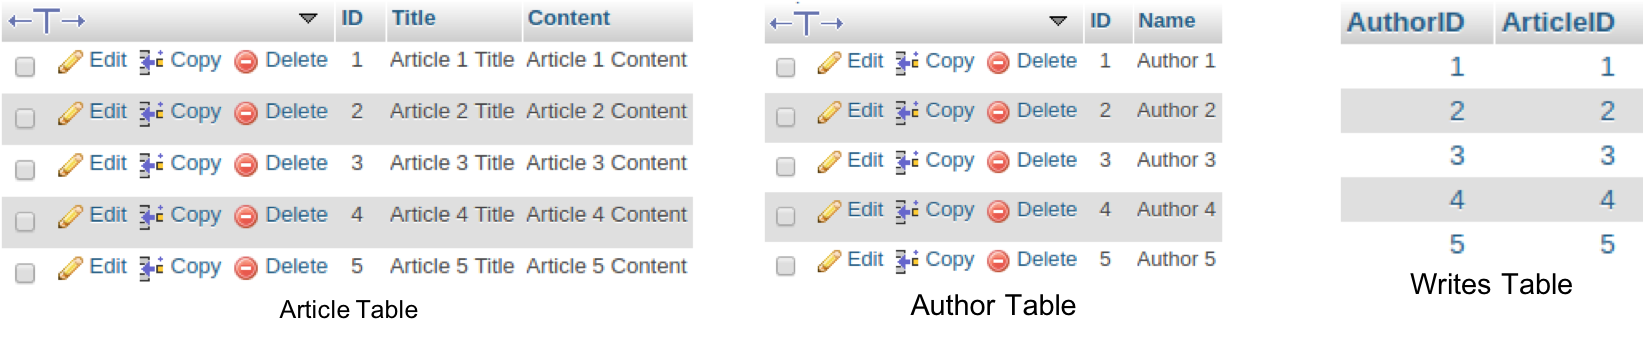 ID Title Content
Edit Copy Delete 1 Article 1 Title Article 1 Content
Edit Copy Delete 2 Article 2 Title Article 2 Content
Edit Copy Delete 3 Article 3 Title Article 3 Content
Edit Copy Delete 4 Article 4 Title Article 4 Content
Edit Copy Delete 5 Article 5 Title Article 5 Content
Article Table
ID Name
Edit Copy Delete 1 Author 1
Edit Copy Delete 2 Author 2
Edit Copy Delete 3 Author 3
Edit Copy Delete 4 Author 4
Edit Copy Delete 5 Author 5
Author Table
AuthorID ArticleID
1 1
2 2
3 3
4 4
5 5
Writes Table